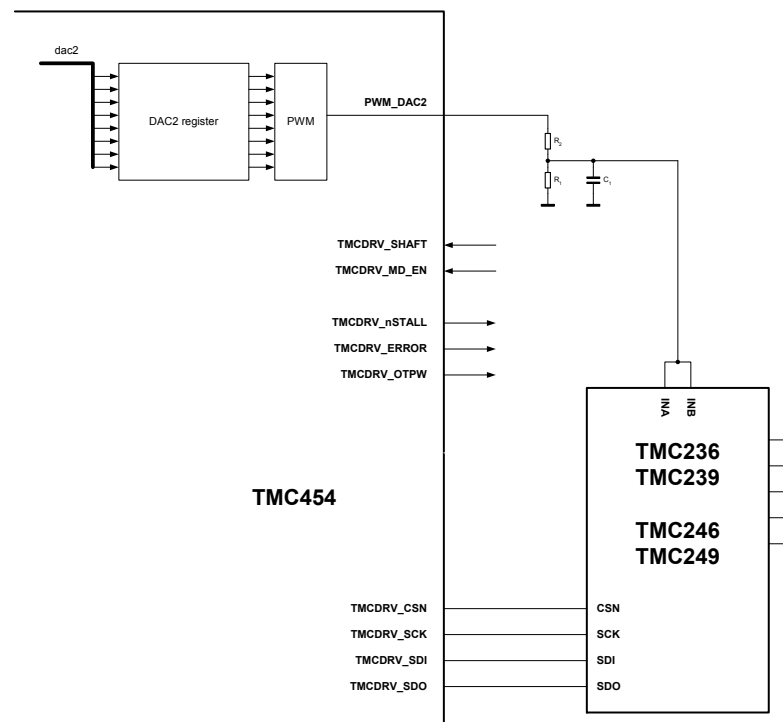 dac2
DAC2 register
PWM
PWM_DAC2
R2
R1
C1
TMCDRV_SHAFT
TMCDRV_MD_EN
TMCDRV_nSTALL
TMCDRV_ERROR
TMCDRV_OTPW
INA
INB
TMC236
TMC239
TMC246
TMC249
TMC454
TMCDRV_CSN
CSN
TMCDRV_SCK
SCK
TMCDRV_SDI
SDI
TMCDRV_SDO
SDO